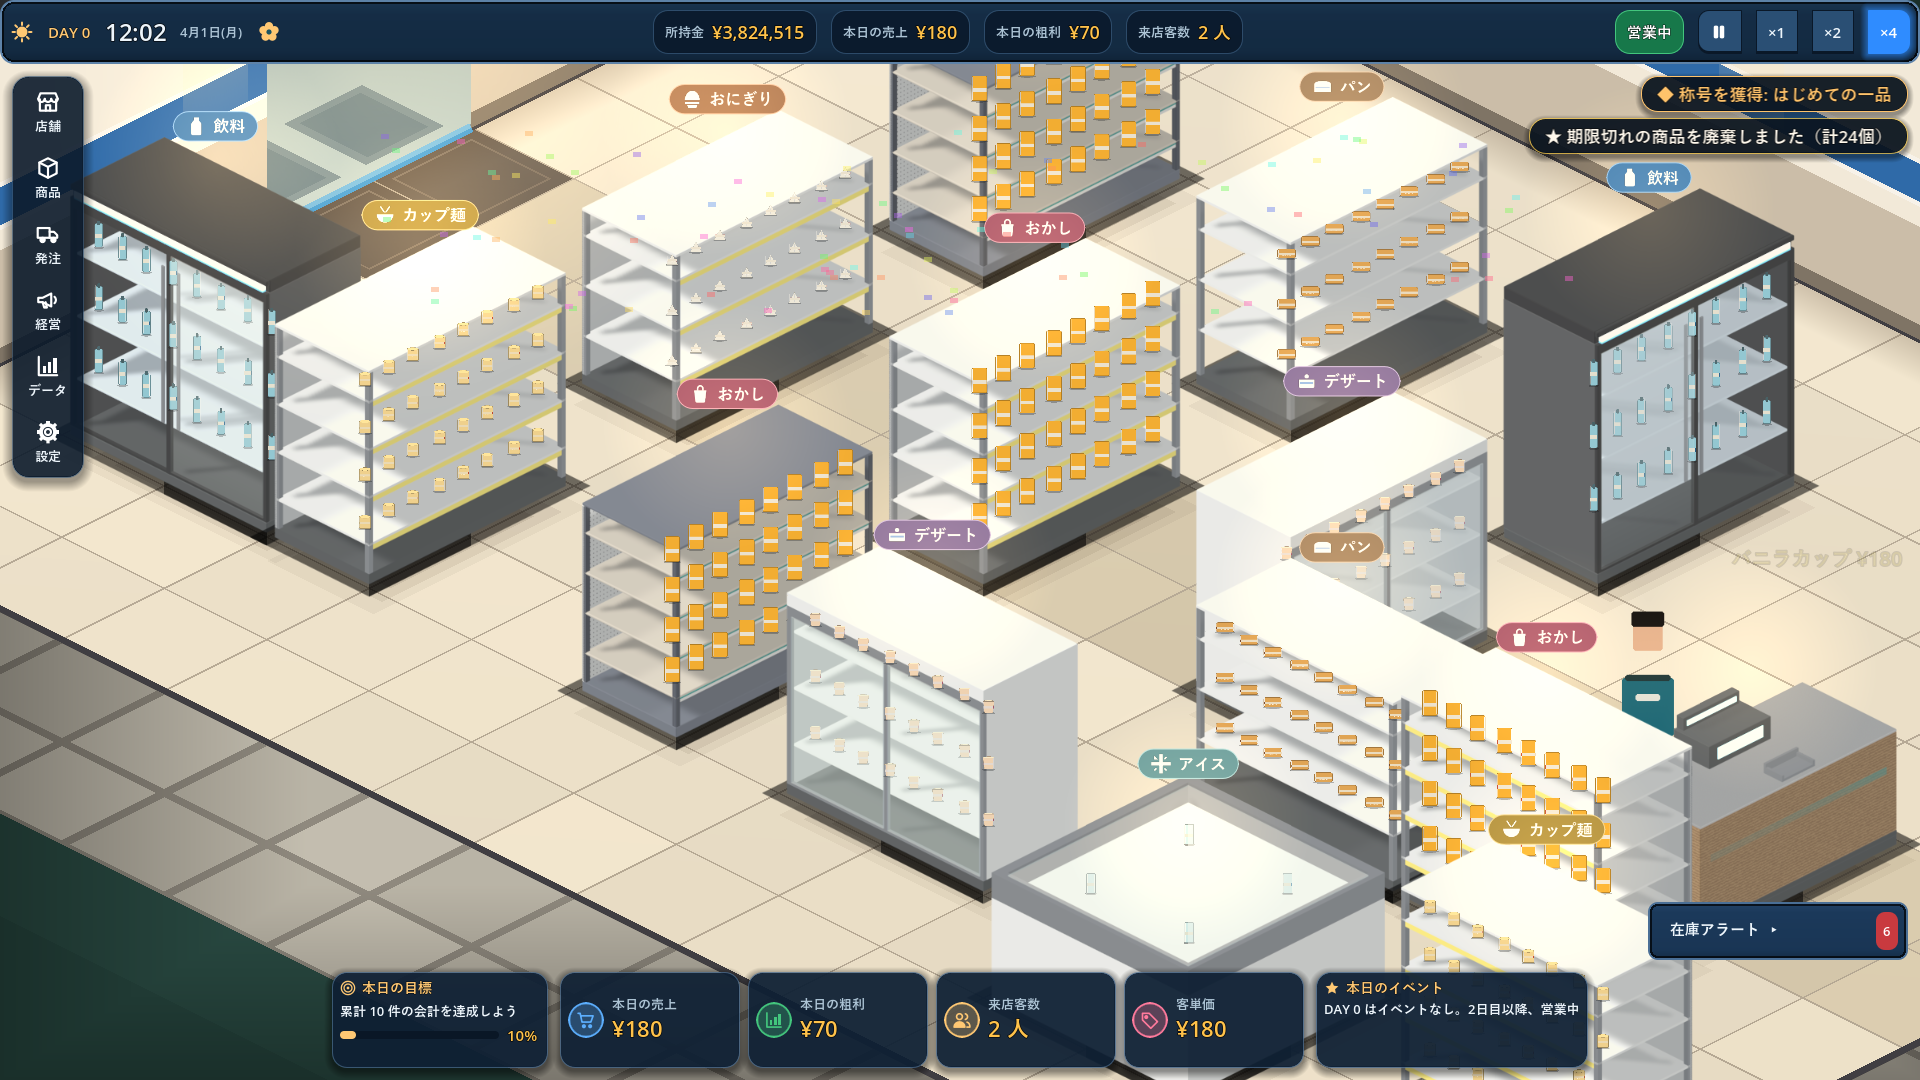 DAY 0 12:02 4月1日(月)
所持金 ¥3,824,515
本日の売上 ¥180
本日の粗利 ¥70
来店客数 2 人
営業中
×1
×2
×4
◆ 称号を獲得: はじめての一品
★ 期限切れの商品を廃棄しました（計24個）
店舗
商品
発注
経営
データ
設定
飲料
おにぎり
パン
飲料
カップ麺
おかし
デザート
おかし
デザート
パン
バニラカップ ¥180
おかし
アイス
カップ麺
在庫アラート ▸
6
本日の目標
累計 10 件の会計を達成しよう
10%
本日の売上
¥180
本日の粗利
¥70
来店客数
2 人
客単価
¥180
★ 本日のイベント
DAY 0 はイベントなし。2日目以降、営業中